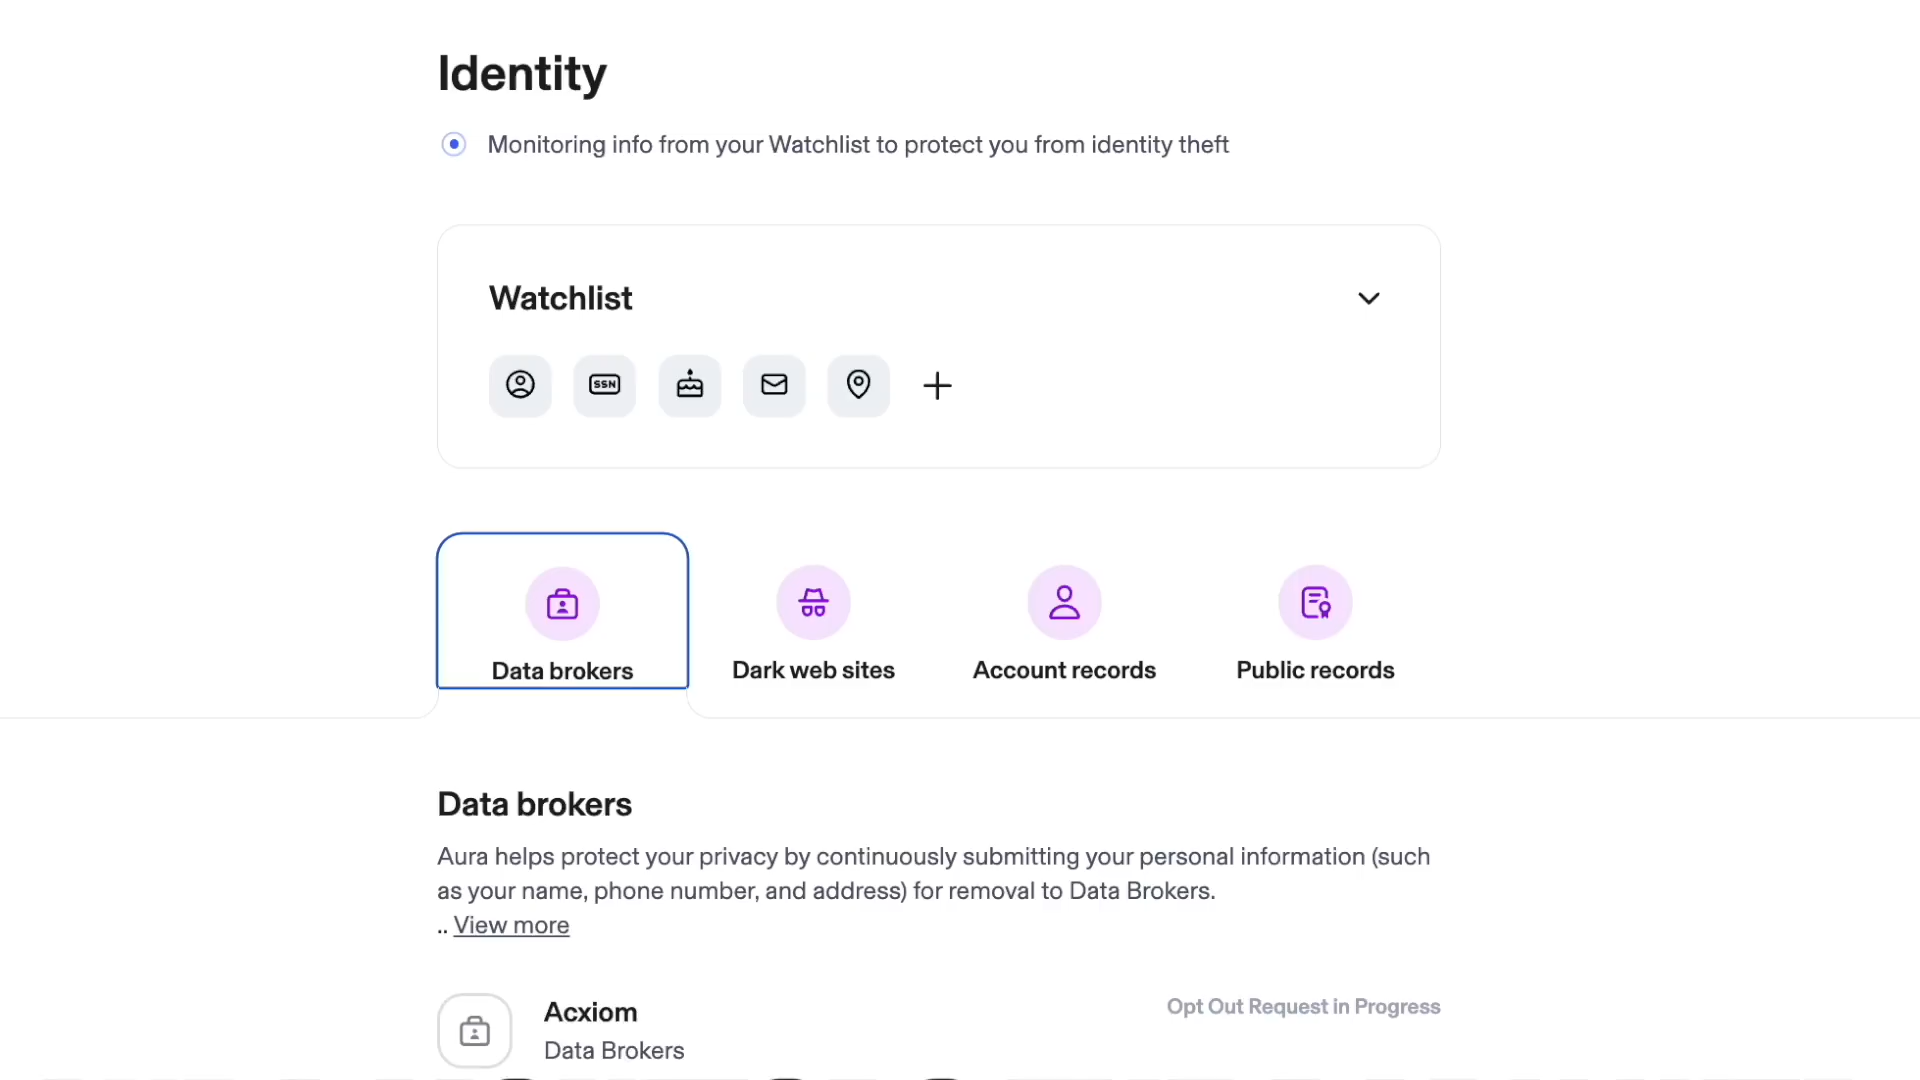 Identity
Monitoring info from your Watchlist to protect you from identity theft
Watchlist
SSN
Data brokers
Dark web sites
Account records
Public records
Data brokers
Aura helps protect your privacy by continuously submitting your personal information (such
as your name, phone number, and address) for removal to Data Brokers.
.. View more
Acxiom
Opt Out Request in Progress
Data Brokers